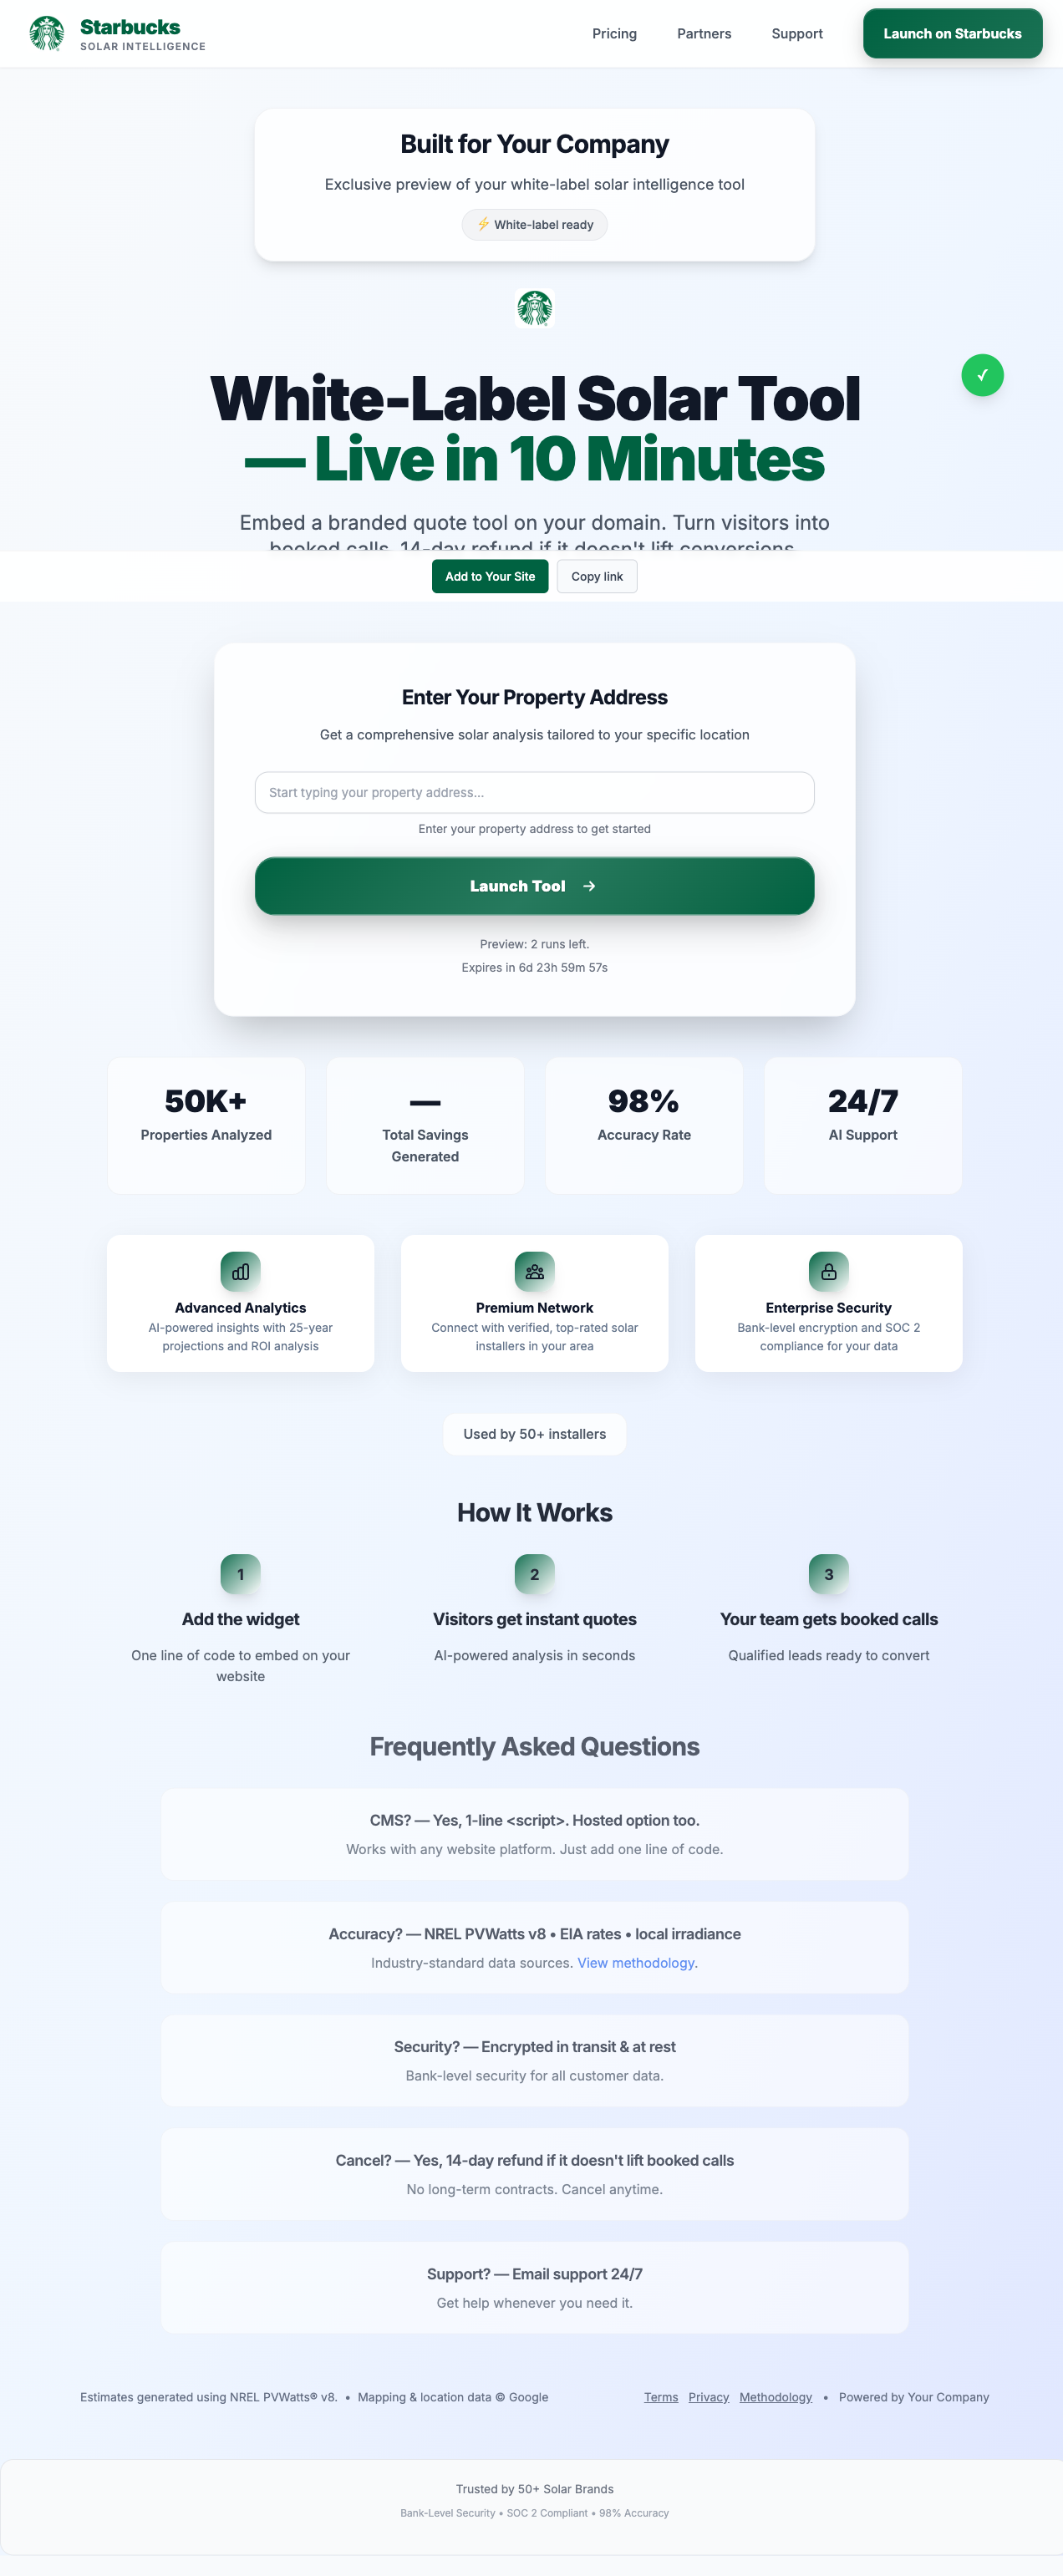 Starbucks
SOLAR INTELLIGENCE
Pricing
Partners
Support
Launch on Starbucks
Built for Your Company
Exclusive preview of your white-label solar intelligence tool
⚡ White-label ready
White-Label Solar Tool
— Live in 10 Minutes
✓
Embed a branded quote tool on your domain. Turn visitors into
booked calls. 14-day refund if it doesn't lift conversions.
Add to Your Site
Copy link
Enter Your Property Address
Get a comprehensive solar analysis tailored to your specific location
Start typing your property address...
Enter your property address to get started
Launch Tool →
Preview: 2 runs left.
Expires in 6d 23h 59m 57s
50K+
Properties Analyzed
—
Total Savings
Generated
98%
Accuracy Rate
24/7
AI Support
Advanced Analytics
AI-powered insights with 25-year
projections and ROI analysis
Premium Network
Connect with verified, top-rated solar
installers in your area
Enterprise Security
Bank-level encryption and SOC 2
compliance for your data
Used by 50+ installers
How It Works
1
Add the widget
One line of code to embed on your
website
2
Visitors get instant quotes
AI-powered analysis in seconds
3
Your team gets booked calls
Qualified leads ready to convert
Frequently Asked Questions
CMS? — Yes, 1-line <script>. Hosted option too.
Works with any website platform. Just add one line of code.
Accuracy? — NREL PVWatts v8 • EIA rates • local irradiance
Industry-standard data sources. View methodology.
Security? — Encrypted in transit & at rest
Bank-level security for all customer data.
Cancel? — Yes, 14-day refund if it doesn't lift booked calls
No long-term contracts. Cancel anytime.
Support? — Email support 24/7
Get help whenever you need it.
Estimates generated using NREL PVWatts® v8. • Mapping & location data © Google
Terms Privacy Methodology • Powered by Your Company
Trusted by 50+ Solar Brands
Bank-Level Security • SOC 2 Compliant • 98% Accuracy